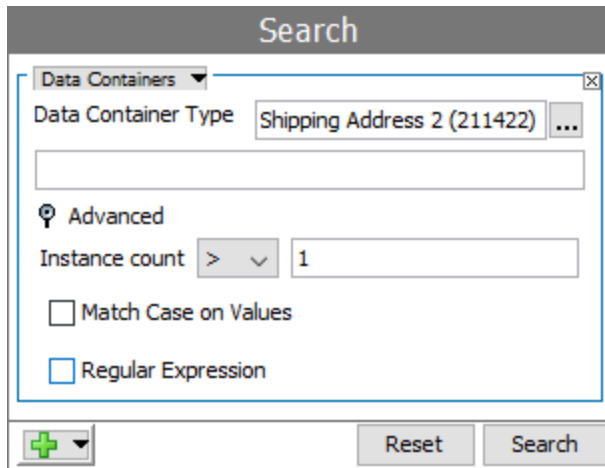 Search
Data Containers
Data Container Type Shipping Address 2 (211422) ...
Advanced
Instance count > 1
Match Case on Values
Regular Expression
Reset Search